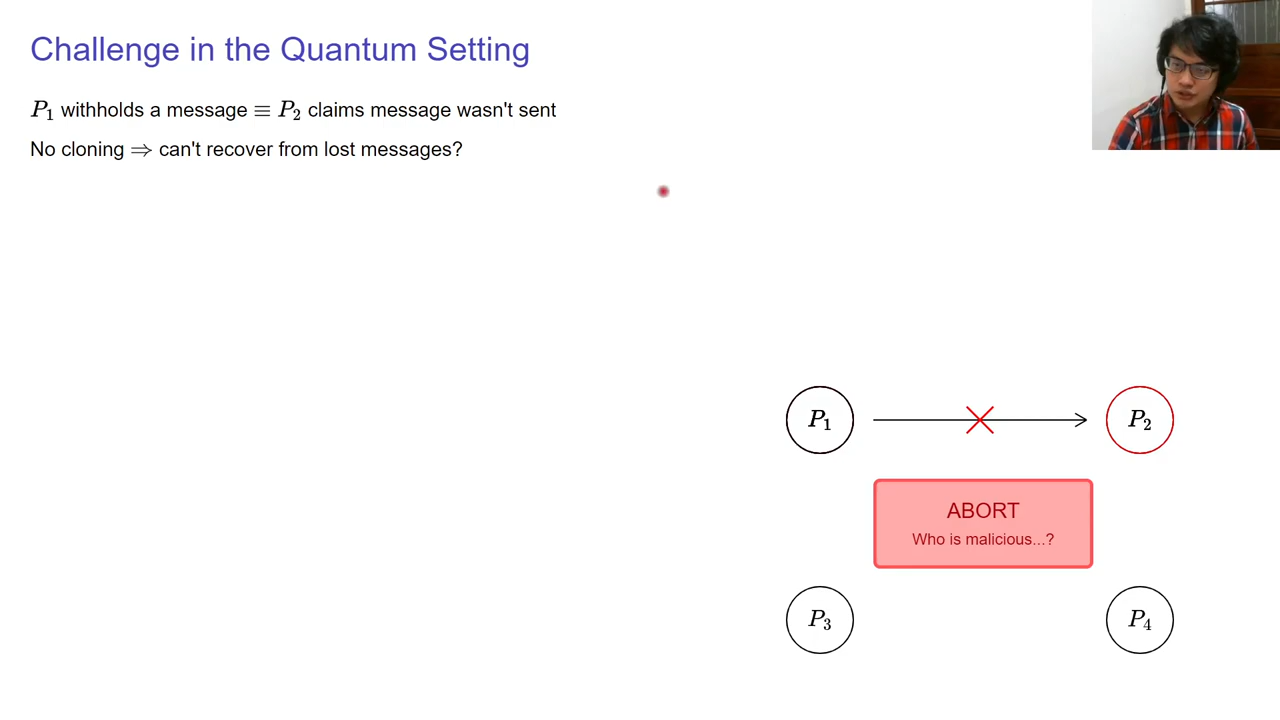 Challenge in the Quantum Setting
P₁ withholds a message ≡ P₂ claims message wasn't sent
No cloning ⇒ can't recover from lost messages?
P₁
P₂
ABORT
Who is malicious...?
P₃
P₄